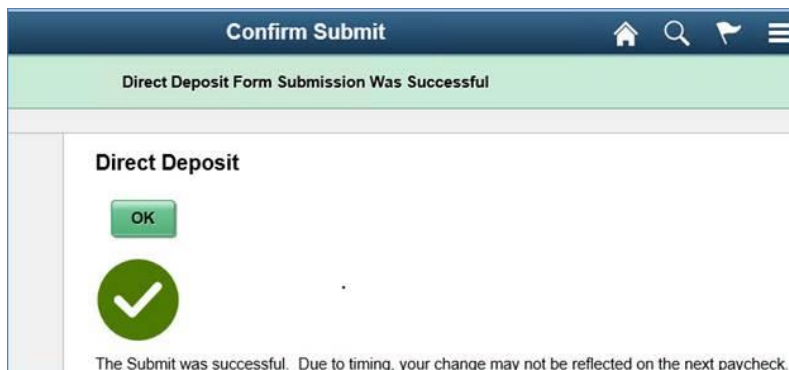 Confirm Submit
Direct Deposit Form Submission Was Successful
Direct Deposit
OK
The Submit was successful.  Due to timing, your change may not be reflected on the next paycheck.